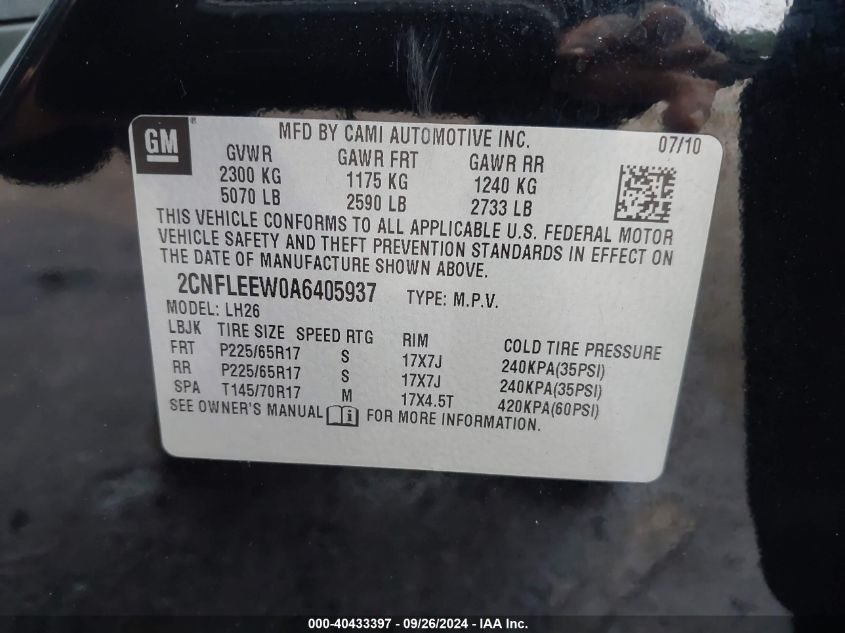 GM ® MFD BY CAMI AUTOMOTIVE INC. 07/10
GVWR GAWR FRT GAWR RR
2300 KG 1175 KG 1240 KG
5070 LB 2590 LB 2733 LB
THIS VEHICLE CONFORMS TO ALL APPLICABLE U.S. FEDERAL MOTOR
VEHICLE SAFETY AND THEFT PREVENTION STANDARDS IN EFFECT ON
THE DATE OF MANUFACTURE SHOWN ABOVE.
2CNFLEEW0A6405937 TYPE: M.P.V.
MODEL: LH26
LBJK TIRE SIZE SPEED RTG RIM COLD TIRE PRESSURE
FRT P225/65R17 S 17X7J 240KPA(35PSI)
RR P225/65R17 S 17X7J 240KPA(35PSI)
SPA T145/70R17 M 17X4.5T 420KPA(60PSI)
SEE OWNER'S MANUAL i FOR MORE INFORMATION.
000-40433397 - 09/26/2024 - IAA Inc.